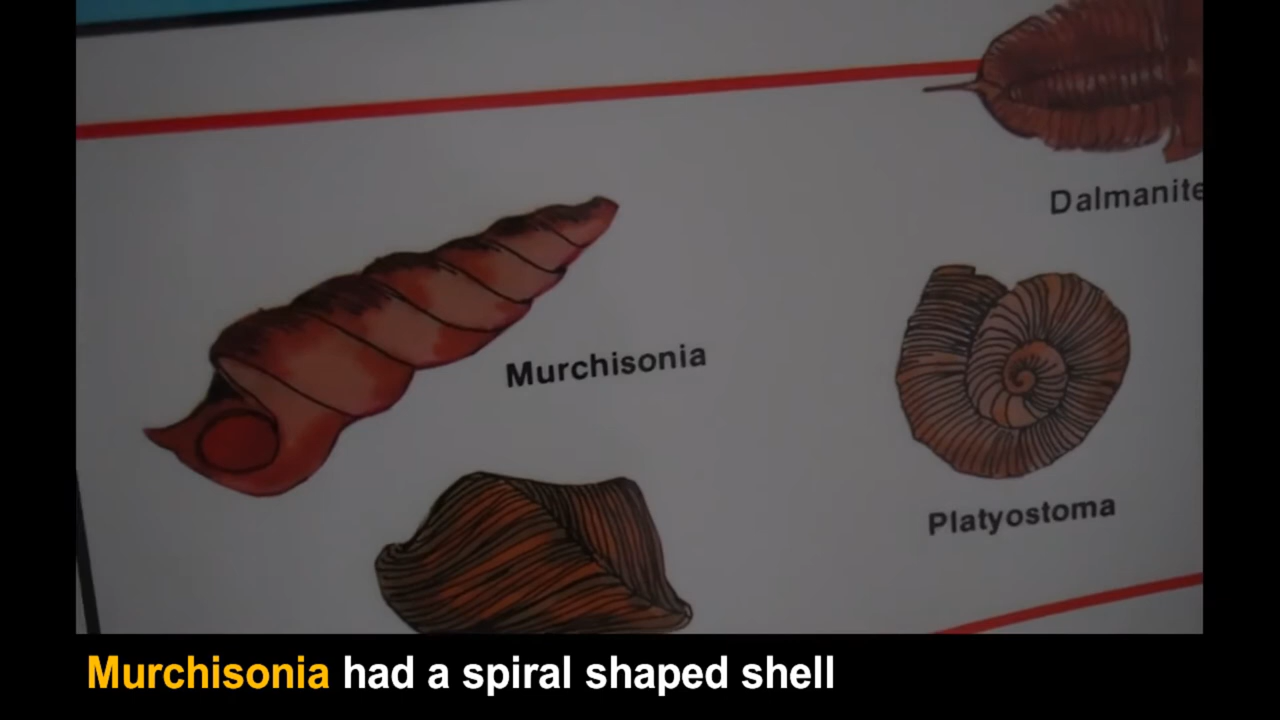 Dalmanite
Murchisonia
Platyostoma
Murchisonia had a spiral shaped shell